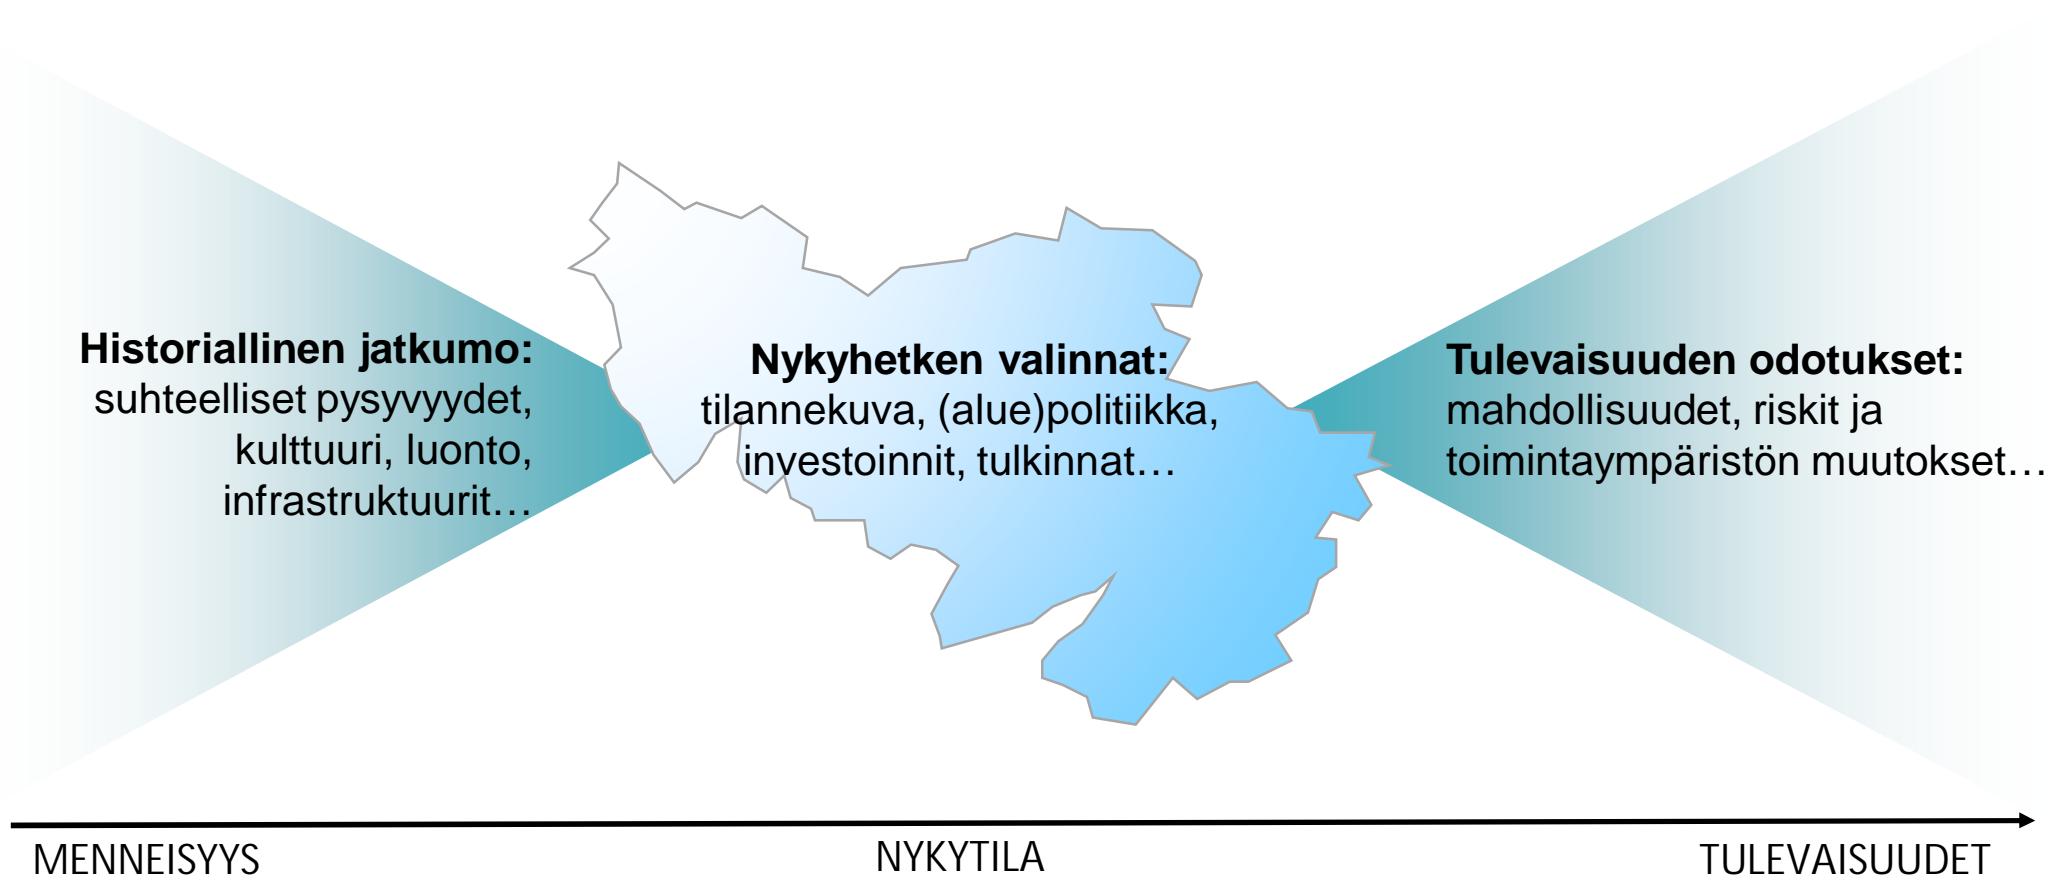 Historiallinen jatkumo:
suhteelliset pysyvyydet,
kulttuuri, luonto,
infrastruktuurit…
Nykyhetken valinnat:
tilannekuva, (alue)politiikka,
investoinnit, tulkinnat…
Tulevaisuuden odotukset:
mahdollisuudet, riskit ja
toimintaympäristön muutokset…
MENNEISYYS
NYKYTILA
TULEVAISUUDET